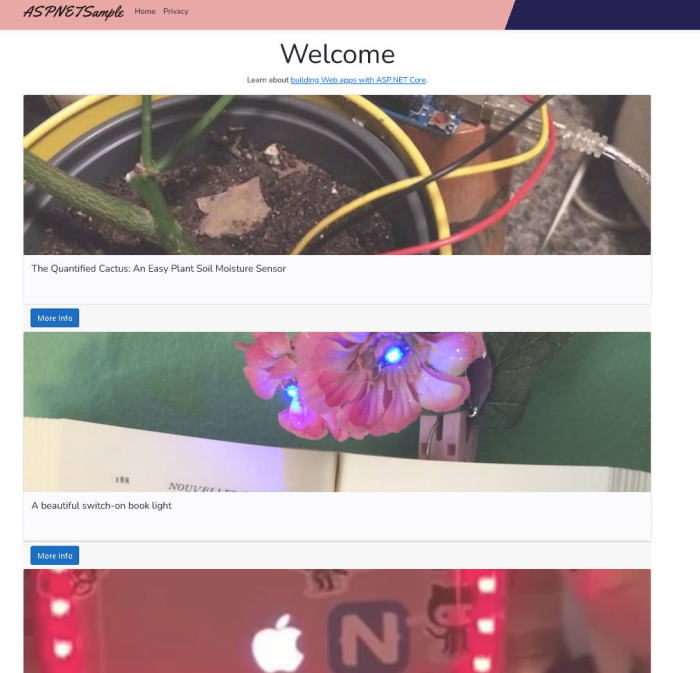 ASPNETSample Home Privacy
Welcome
Learn about building Web apps with ASP.NET Core.
The Quantified Cactus: An Easy Plant Soil Moisture Sensor
More Info
188 NOUVELLES
A beautiful switch-on book light
More Info
N